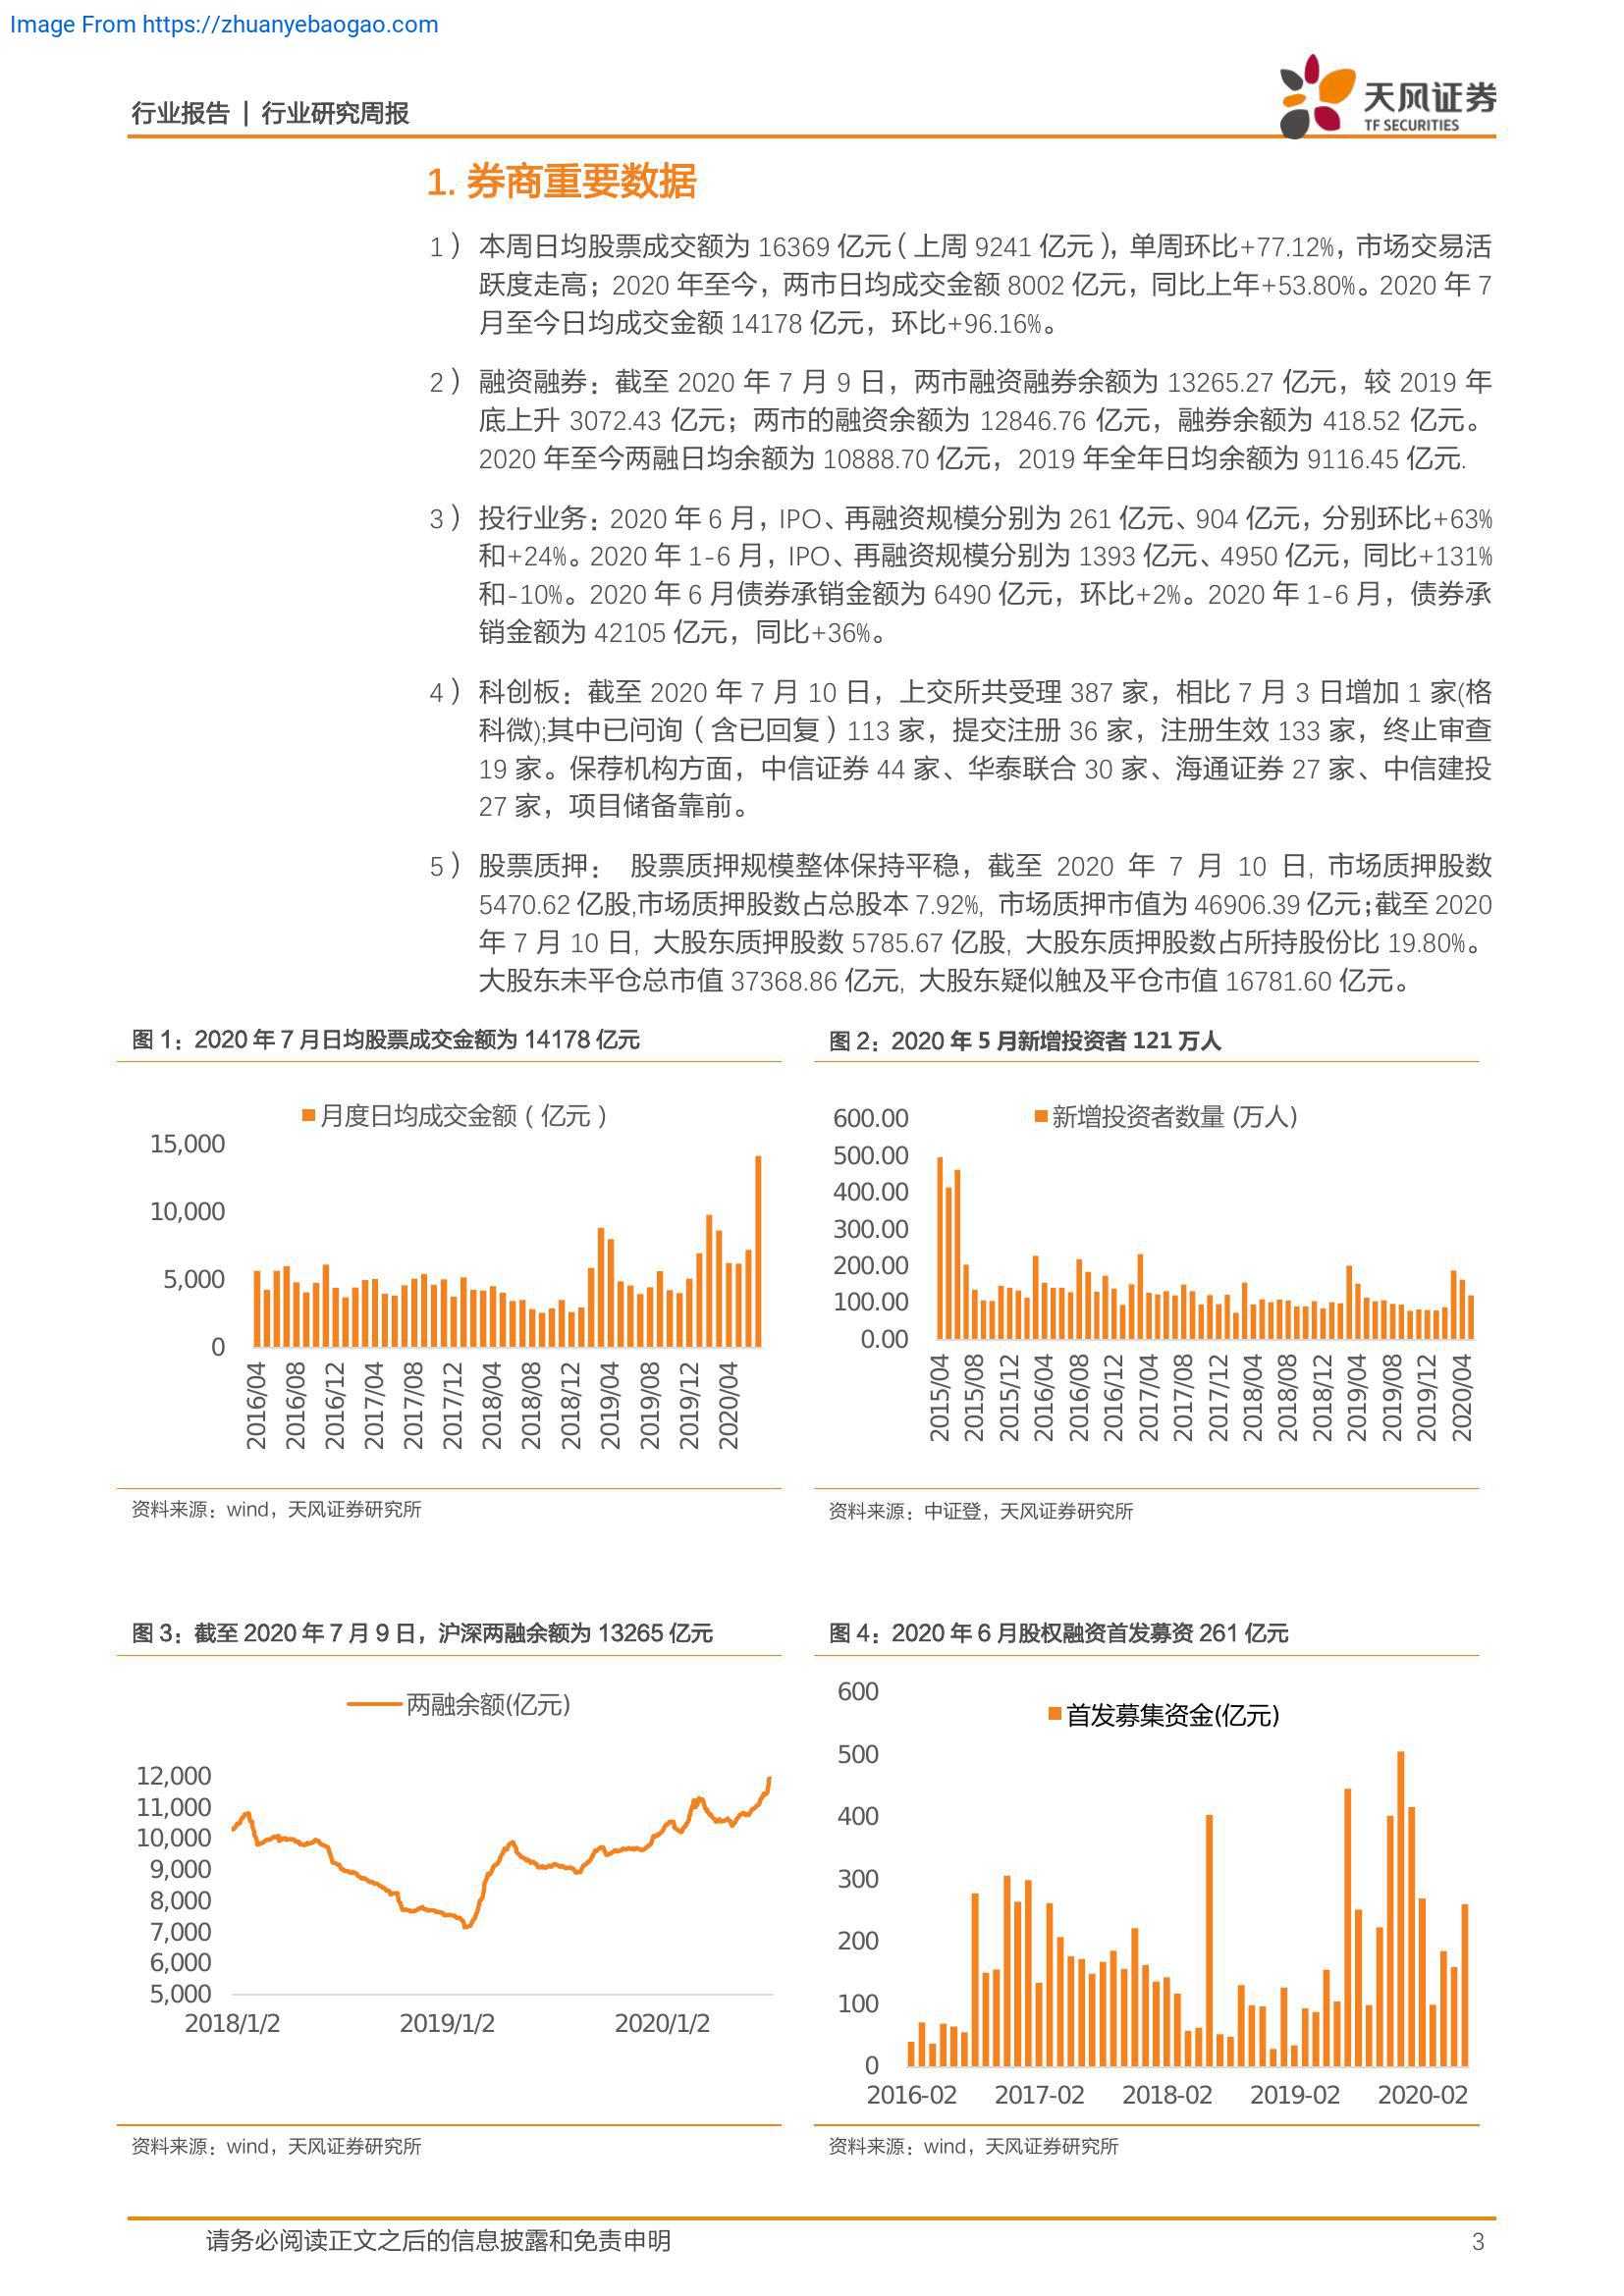 Image From https://zhuanyebaogao.com
行业报告 | 行业研究周报
天风证券
TF SECURITIES
1. 券商重要数据
1） 本周日均股票成交额为 16369 亿元（上周 9241 亿元），单周环比+77.12%，市场交易活
跃度走高；2020 年至今，两市日均成交金额 8002 亿元，同比上年+53.80%。2020 年 7
月至今日均成交金额 14178 亿元，环比+96.16%。
2） 融资融券：截至 2020 年 7 月 9 日，两市融资融券余额为 13265.27 亿元，较 2019 年
底上升 3072.43 亿元；两市的融资余额为 12846.76 亿元，融券余额为 418.52 亿元。
2020 年至今两融日均余额为 10888.70 亿元，2019 年全年日均余额为 9116.45 亿元.
3） 投行业务：2020 年 6 月，IPO、再融资规模分别为 261 亿元、904 亿元，分别环比+63%
和+24%。2020 年 1-6 月，IPO、再融资规模分别为 1393 亿元、4950 亿元，同比+131%
和-10%。2020 年 6 月债券承销金额为 6490 亿元，环比+2%。2020 年 1-6 月，债券承
销金额为 42105 亿元，同比+36%。
4） 科创板：截至 2020 年 7 月 10 日，上交所共受理 387 家，相比 7 月 3 日增加 1 家(格
科微);其中已问询（含已回复）113 家，提交注册 36 家，注册生效 133 家，终止审查
19 家。保荐机构方面，中信证券 44 家、华泰联合 30 家、海通证券 27 家、中信建投
27 家，项目储备靠前。
5） 股票质押： 股票质押规模整体保持平稳，截至 2020 年 7 月 10 日, 市场质押股数
5470.62 亿股,市场质押股数占总股本 7.92%, 市场质押市值为 46906.39 亿元;截至 2020
年 7 月 10 日, 大股东质押股数 5785.67 亿股, 大股东质押股数占所持股份比 19.80%。
大股东未平仓总市值 37368.86 亿元, 大股东疑似触及平仓市值 16781.60 亿元。
图 1：2020 年 7 月日均股票成交金额为 14178 亿元
月度日均成交金额（亿元）
15,000
10,000
5,000
0
2016/04
2016/08
2016/12
2017/04
2017/08
2017/12
2018/04
2018/08
2018/12
2019/04
2019/08
2019/12
2020/04
资料来源：wind，天风证券研究所
图 2：2020 年 5 月新增投资者 121 万人
新增投资者数量 (万人)
600.00
500.00
400.00
300.00
200.00
100.00
0.00
2015/04
2015/08
2015/12
2016/04
2016/08
2016/12
2017/04
2017/08
2017/12
2018/04
2018/08
2018/12
2019/04
2019/08
2019/12
2020/04
资料来源：中证登，天风证券研究所
图 3：截至 2020 年 7 月 9 日，沪深两融余额为 13265 亿元
两融余额(亿元)
12,000
11,000
10,000
9,000
8,000
7,000
6,000
5,000
2018/1/2
2019/1/2
2020/1/2
资料来源：wind，天风证券研究所
图 4：2020 年 6 月股权融资首发募资 261 亿元
首发募集资金(亿元)
600
500
400
300
200
100
0
2016-02
2017-02
2018-02
2019-02
2020-02
资料来源：wind，天风证券研究所
请务必阅读正文之后的信息披露和免责申明
3